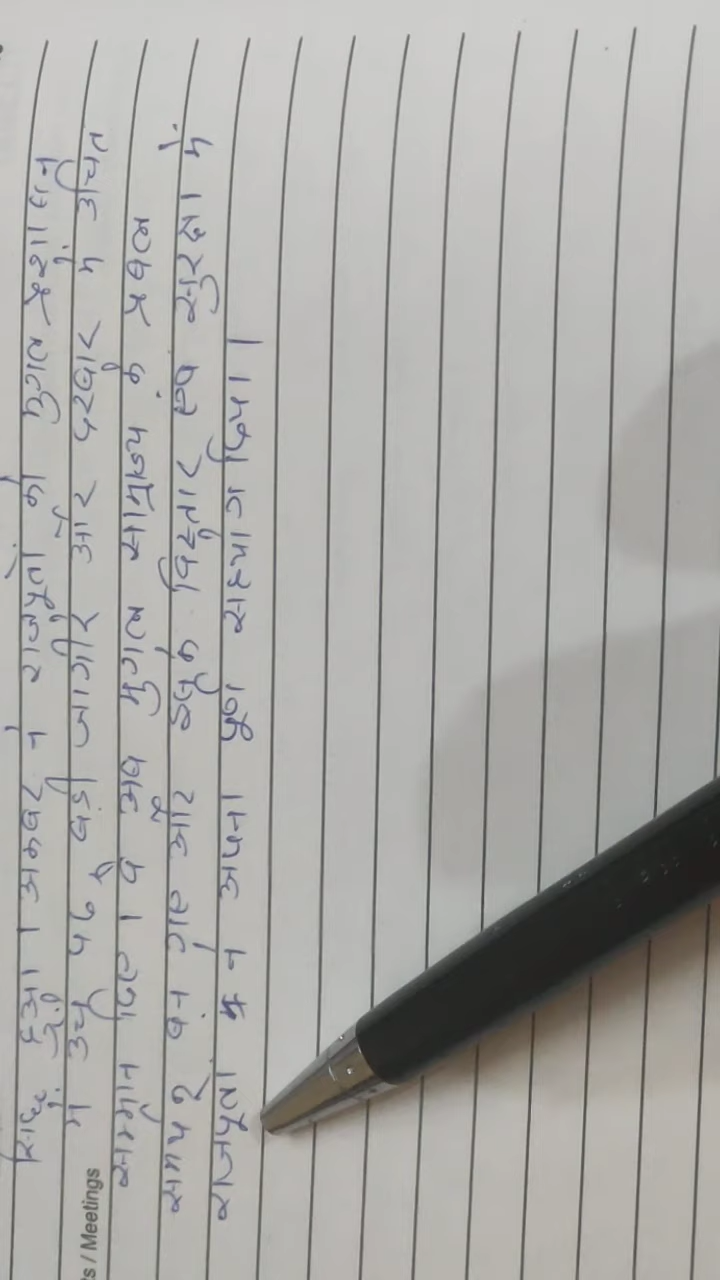 सिद्ध हुआ। अकबर ने राजपूतों को मुगल प्रशासन
में उच्च पद, बड़ी जागीरें और दरबार में उचित
सम्मान दिए। वे अब मुगल साम्राज्य के प्रबल
समर्थ बन गए और इसके विस्तार एवं सुरक्षा में
राजपूतों ने अपना पूर्ण सहयोग दिया।
s / Meetings